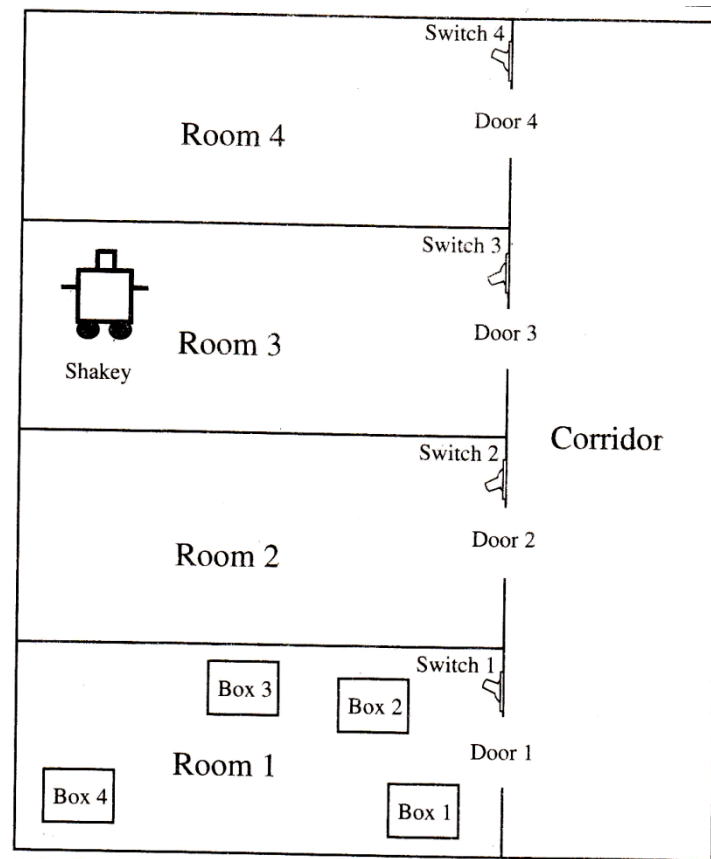 Switch 4
Door 4
Room 4
Switch 3
Door 3
Room 3
Shakey
Corridor
Switch 2
Door 2
Room 2
Switch 1
Box 3
Box 2
Door 1
Room 1
Box 4
Box 1